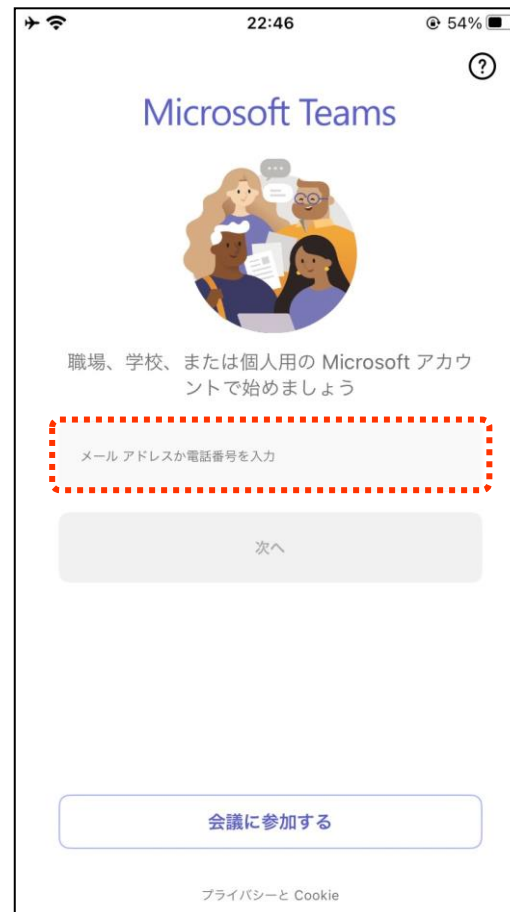 22:46
54%
?
Microsoft Teams
職場、学校、または個人用の Microsoft アカウ
ントで始めましょう
メール アドレスか電話番号を入力
次へ
会議に参加する
プライバシーと Cookie